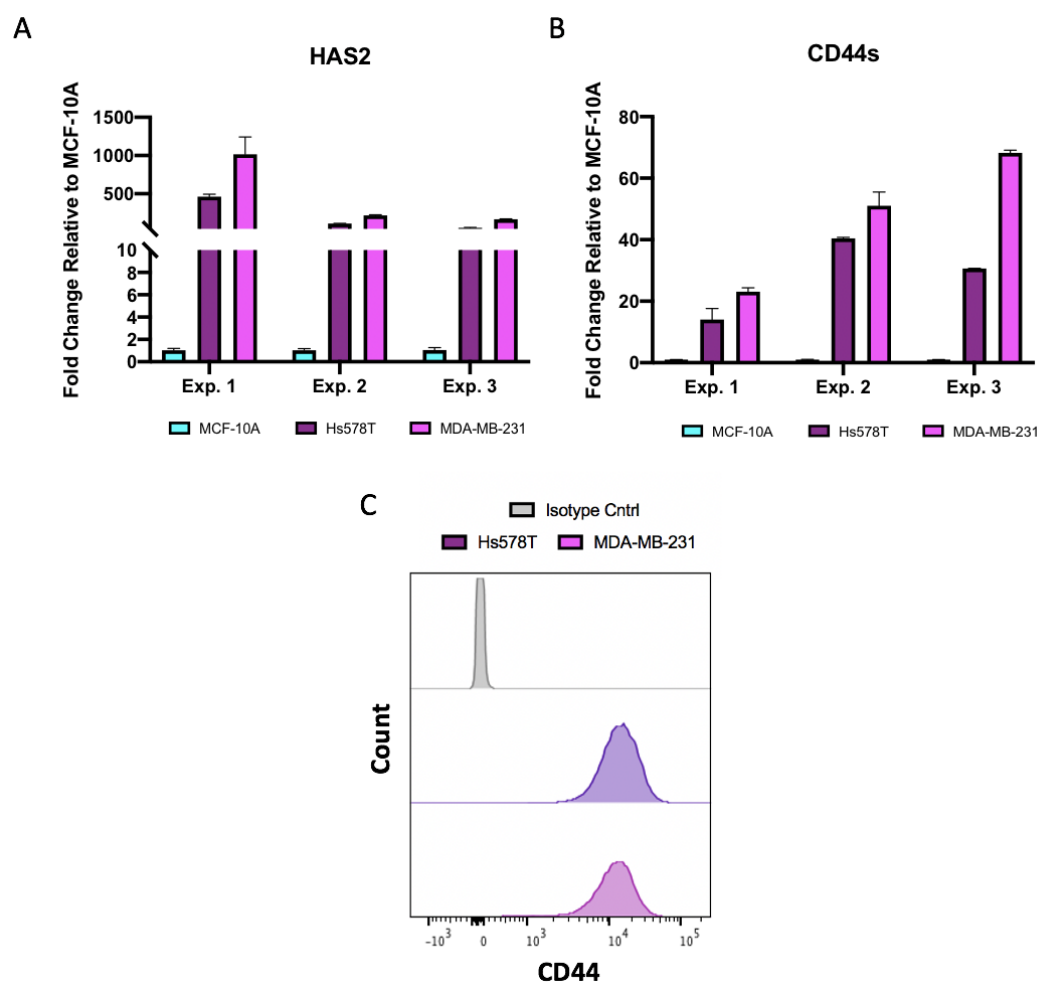 A
HAS2
Fold Change Relative to MCF-10A
1500
1000
500
10
8
6
4
2
0
Exp. 1 Exp. 2 Exp. 3
MCF-10A Hs578T MDA-MB-231
B
CD44s
Fold Change Relative to MCF-10A
80
60
40
20
0
Exp. 1 Exp. 2 Exp. 3
MCF-10A Hs578T MDA-MB-231
C
Isotype Cntrl
Hs578T MDA-MB-231
Count
-10³ 0 10³ 10⁴ 10⁵
CD44